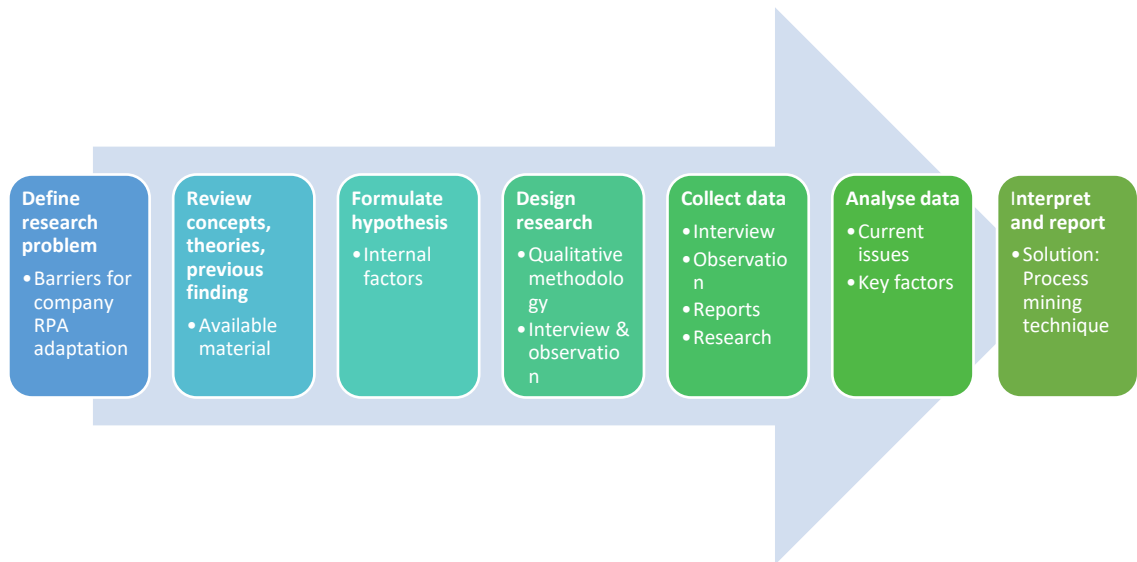 Define
research
problem
•Barriers for
company
RPA
adaptation
Review
concepts,
theories,
previous
finding
•Available
material
Formulate
hypothesis
•Internal
factors
Design
research
•Qualitative
methodolo
gy
•Interview &
observatio
n
Collect data
•Interview
•Observatio
n
•Reports
•Research
Analyse data
•Current
issues
•Key factors
Interpret
and report
•Solution:
Process
mining
technique